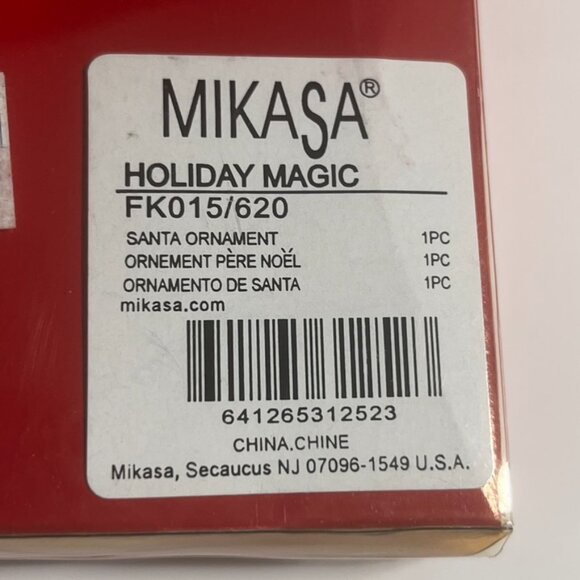 MIKASA®
HOLIDAY MAGIC
FK015/620
SANTA ORNAMENT 1PC
ORNEMENT PÈRE NOËL 1PC
ORNAMENTO DE SANTA 1PC
mikasa.com
641265312523
CHINA.CHINE
Mikasa, Secaucus NJ 07096-1549 U.S.A.